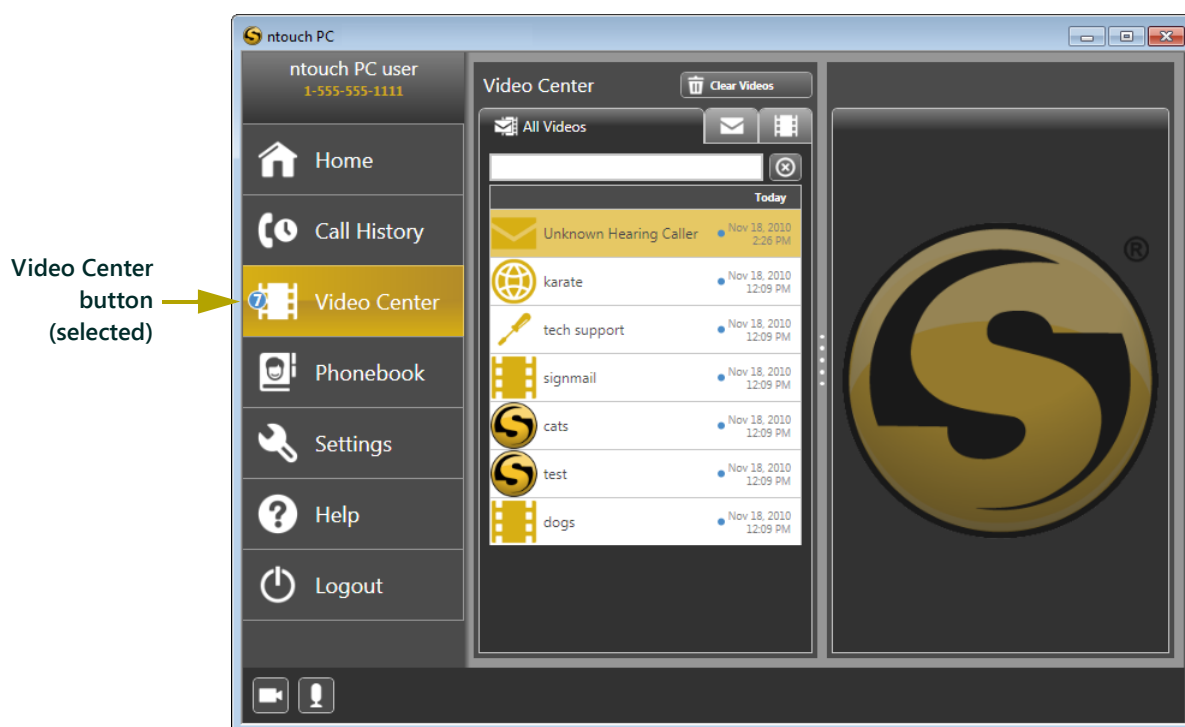 ntouch PC
ntouch PC user
1-555-555-1111
Home
Call History
Video Center
button
(selected)
7
Video Center
Phonebook
Settings
Help
Logout
Video Center
Clear Videos
All Videos
Today
Unknown Hearing Caller
Nov 18, 2010
2:26 PM
karate
Nov 18, 2010
12:09 PM
tech support
Nov 18, 2010
12:09 PM
signmail
Nov 18, 2010
12:09 PM
cats
Nov 18, 2010
12:09 PM
test
Nov 18, 2010
12:09 PM
dogs
Nov 18, 2010
12:09 PM
S
®